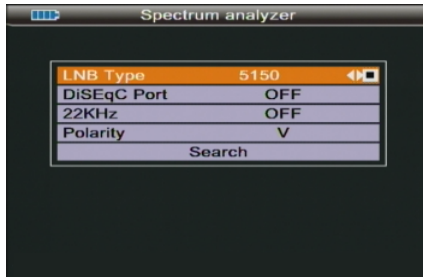 Spectrum analyzer
LNB Type 5150
DiSEqC Port OFF
22KHz OFF
Polarity V
Search